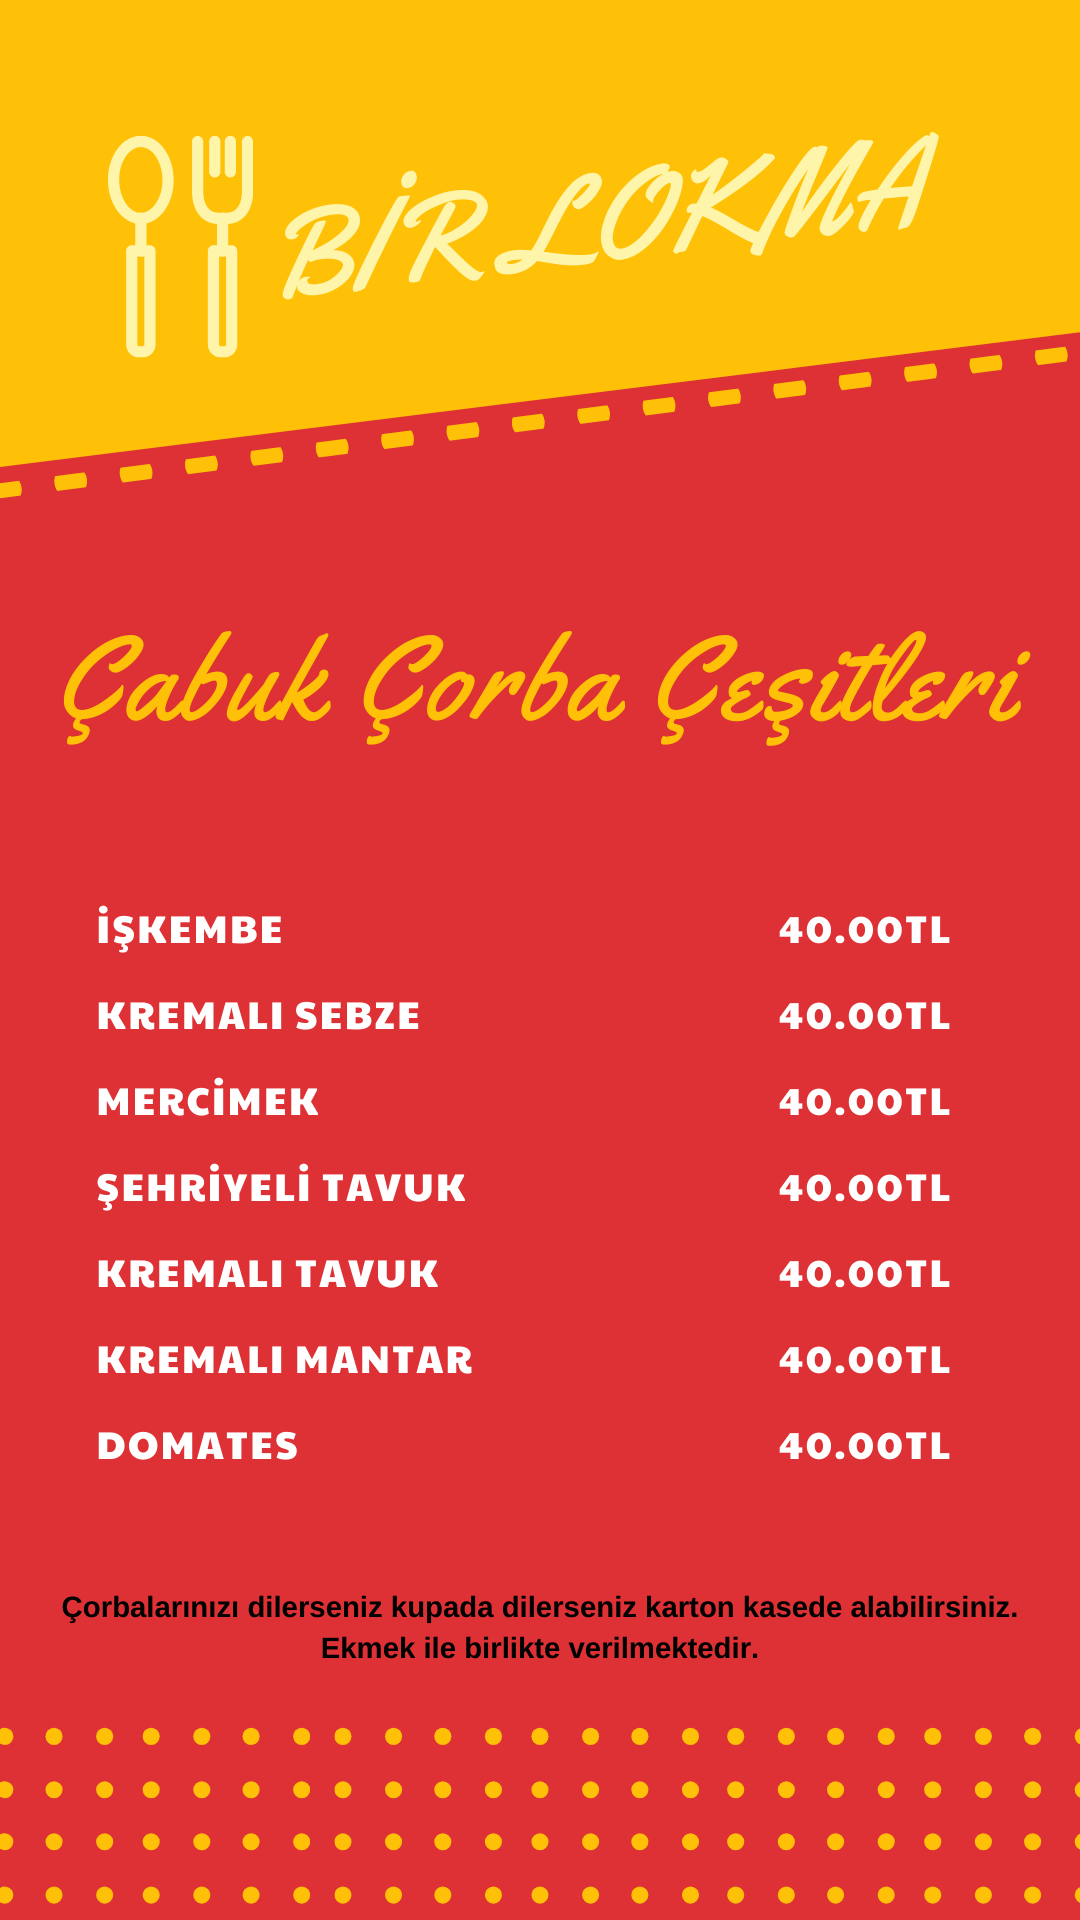 BİR LOKMA
Çabuk Çorba Çeşitleri
İŞKEMBE 40.00TL
KREMALI SEBZE 40.00TL
MERCİMEK 40.00TL
ŞEHRİYELİ TAVUK 40.00TL
KREMALI TAVUK 40.00TL
KREMALI MANTAR 40.00TL
DOMATES 40.00TL
Çorbalarınızı dilerseniz kupada dilerseniz karton kasede alabilirsiniz.
Ekmek ile birlikte verilmektedir.